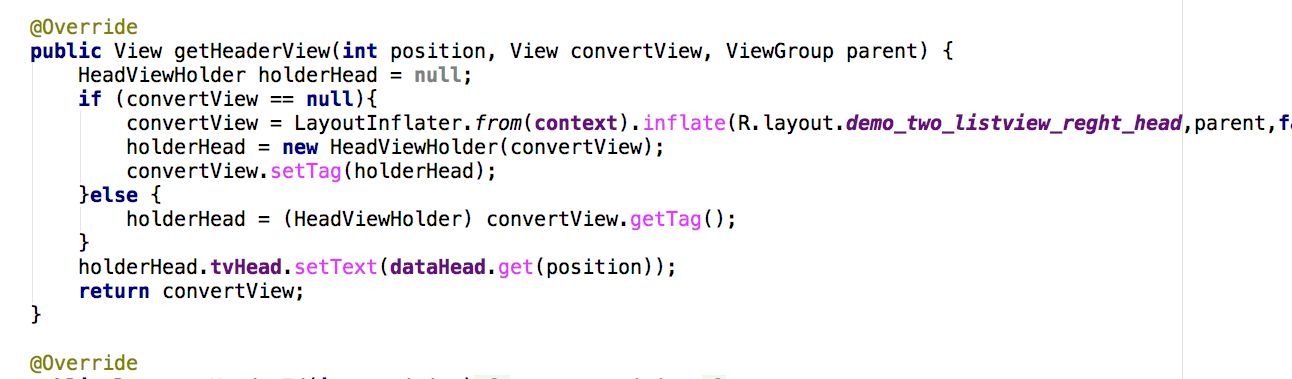 @Override
public View getHeaderView(int position, View convertView, ViewGroup parent) {
HeadViewHolder holderHead = null;
if (convertView == null){
convertView = LayoutInflater.from(context).inflate(R.layout.demo_two_listview_reght_head,parent,fa
holderHead = new HeadViewHolder(convertView);
convertView.setTag(holderHead);
}else {
holderHead = (HeadViewHolder) convertView.getTag();
}
holderHead.tvHead.setText(dataHead.get(position));
return convertView;
}
@Override